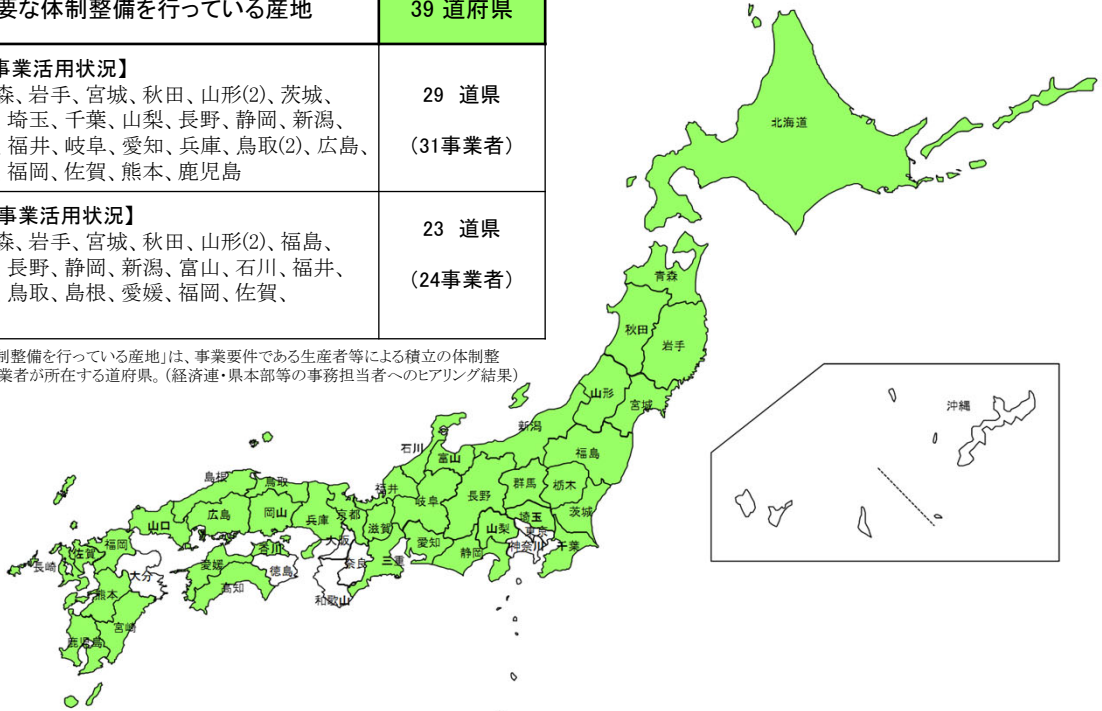 要な体制整備を行っている産地
39 道府県
事業活用状況】
森、岩手、宮城、秋田、山形(2)、茨城、
埼玉、千葉、山梨、長野、静岡、新潟、
福井、岐阜、愛知、兵庫、鳥取(2)、広島、
福岡、佐賀、熊本、鹿児島
29 道県
(31事業者)
事業活用状況】
森、岩手、宮城、秋田、山形(2)、福島、
長野、静岡、新潟、富山、石川、福井、
鳥取、島根、愛媛、福岡、佐賀、
23 道県
(24事業者)
制整備を行っている産地」は、事業要件である生産者等による積立の体制整
業者が所在する道府県。(経済連・県本部等の事務担当者へのヒアリング結果)
北海道
青森
秋田
岩手
山形
宮城
新潟
福島
石川
富山
群馬
栃木
茨城
福井
岐阜
長野
埼玉
東京
山梨
神奈川
千葉
島根
鳥取
広島
岡山
兵庫
京都
滋賀
愛知
静岡
山口
大阪
奈良
三重
和歌山
香川
愛媛
徳島
高知
福岡
佐賀
長崎
大分
熊本
宮崎
鹿児島
沖縄